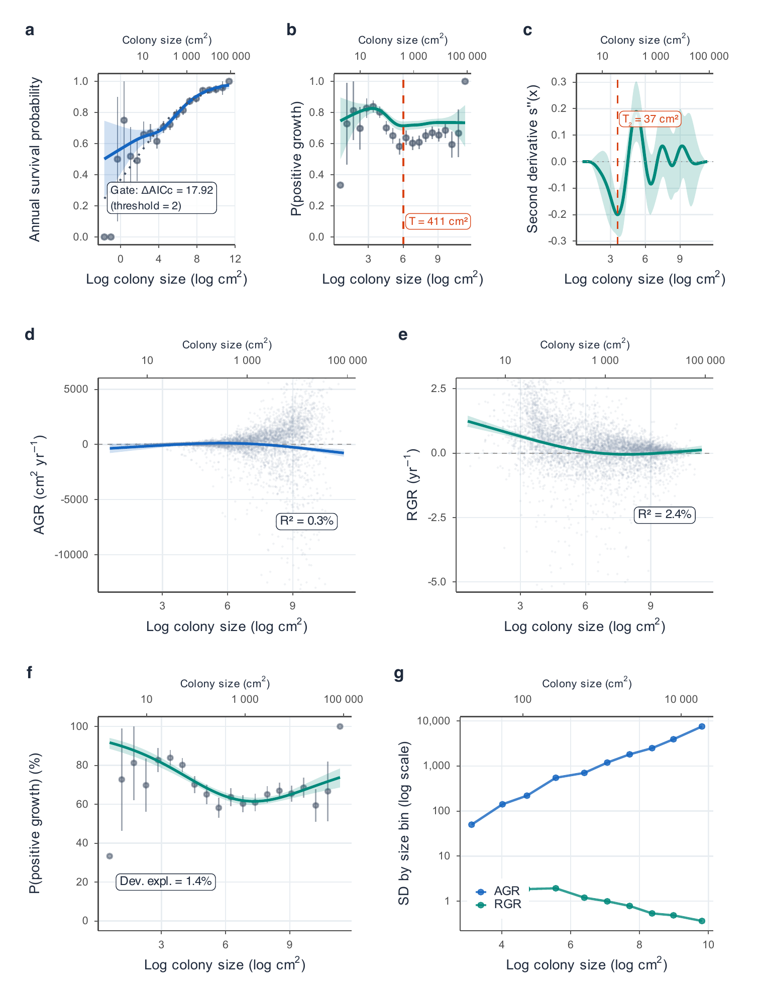 a
Colony size (cm²)
10 1 000 100 000
Annual survival probability
1.0
0.8
0.6
0.4
0.2
0.0
Gate: ΔAICc = 17.92
(threshold = 2)
0 4 8 12
Log colony size (log cm²)
b
Colony size (cm²)
10 1 000 100 000
P(positive growth)
1.0
0.8
0.6
0.4
0.2
0.0
T = 411 cm²
3 6 9
Log colony size (log cm²)
c
Colony size (cm²)
10 1 000 100 000
Second derivative s"(x)
0.3
0.2
0.1
0.0
-0.1
-0.2
-0.3
T₂ = 37 cm²
3 6 9
Log colony size (log cm²)
d
Colony size (cm²)
10 1 000 100 000
AGR (cm² yr⁻¹)
5000
0
-5000
-10000
R² = 0.3%
3 6 9
Log colony size (log cm²)
e
Colony size (cm²)
10 1 000 100 000
RGR (yr⁻¹)
2.5
0.0
-2.5
-5.0
R² = 2.4%
3 6 9
Log colony size (log cm²)
f
Colony size (cm²)
10 1 000 100 000
P(positive growth) (%)
100
80
60
40
20
0
Dev. expl. = 1.4%
3 6 9
Log colony size (log cm²)
g
Colony size (cm²)
100 10 000
SD by size bin (log scale)
10,000
1,000
100
10
1
AGR
RGR
4 6 8 10
Log colony size (log cm²)